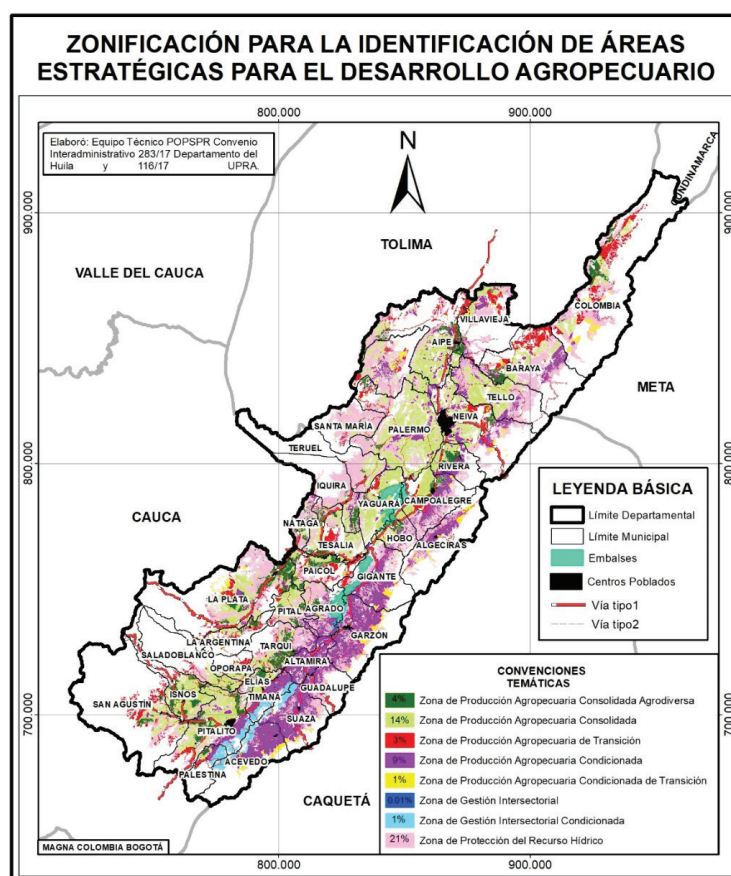 ZONIFICACIÓN PARA LA IDENTIFICACIÓN DE ÁREAS
ESTRATÉGICAS PARA EL DESARROLLO AGROPECUARIO
800.000
900.000
Elaboró: Equipo Técnico POPSPR Convenio
Interadministrativo 283/17 Departamento del
Huila y 116/17 UPRA.
N
CUNDINAMARCA
900.000
900.000
TOLIMA
VALLE DEL CAUCA
COLOMBIA
VILLAVIEJA
AIPE
BARAYA
META
TELLO
NEIVA
SANTA MARÍA
PALERMO
TERUEL
800.000
800.000
RIVERA
IQUIRA
YAGUARÁ
CAMPOALEGRE
CAUCA
NÁTAGA
HOBO
TESALIA
ALGECIRAS
PAICOL
GIGANTE
LA PLATA
PITAL
AGRADO
GARZÓN
LA ARGENTINA
TARQUI
SALADOBLANCO
ALTAMIRA
OPORAPA
ELÍAS
GUADALUPE
ISNOS
TIMANÁ
SAN AGUSTÍN
SUAZA
700.000
700.000
PITALITO
ACEVEDO
PALESTINA
CAQUETÁ
LEYENDA BÁSICA
Límite Departamental
Límite Municipal
Embalses
Centros Poblados
Vía tipo1
Vía tipo2
CONVENCIONES
TEMÁTICAS
4% Zona de Producción Agropecuaria Consolidada Agrodiversa
14% Zona de Producción Agropecuaria Consolidada
3% Zona de Producción Agropecuaria de Transición
9% Zona de Producción Agropecuaria Condicionada
1% Zona de Producción Agropecuaria Condicionada de Transición
0.01% Zona de Gestión Intersectorial
1% Zona de Gestión Intersectorial Condicionada
21% Zona de Protección del Recurso Hídrico
MAGNA COLOMBIA BOGOTÁ
800.000
900.000